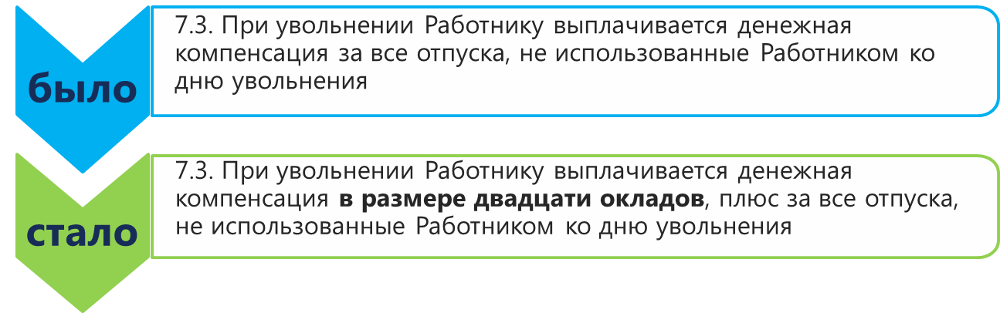 было
7.3. При увольнении Работнику выплачивается денежная
компенсация за все отпуска, не использованные Работником ко
дню увольнения
стало
7.3. При увольнении Работнику выплачивается денежная
компенсация в размере двадцати окладов, плюс за все отпуска,
не использованные Работником ко дню увольнения